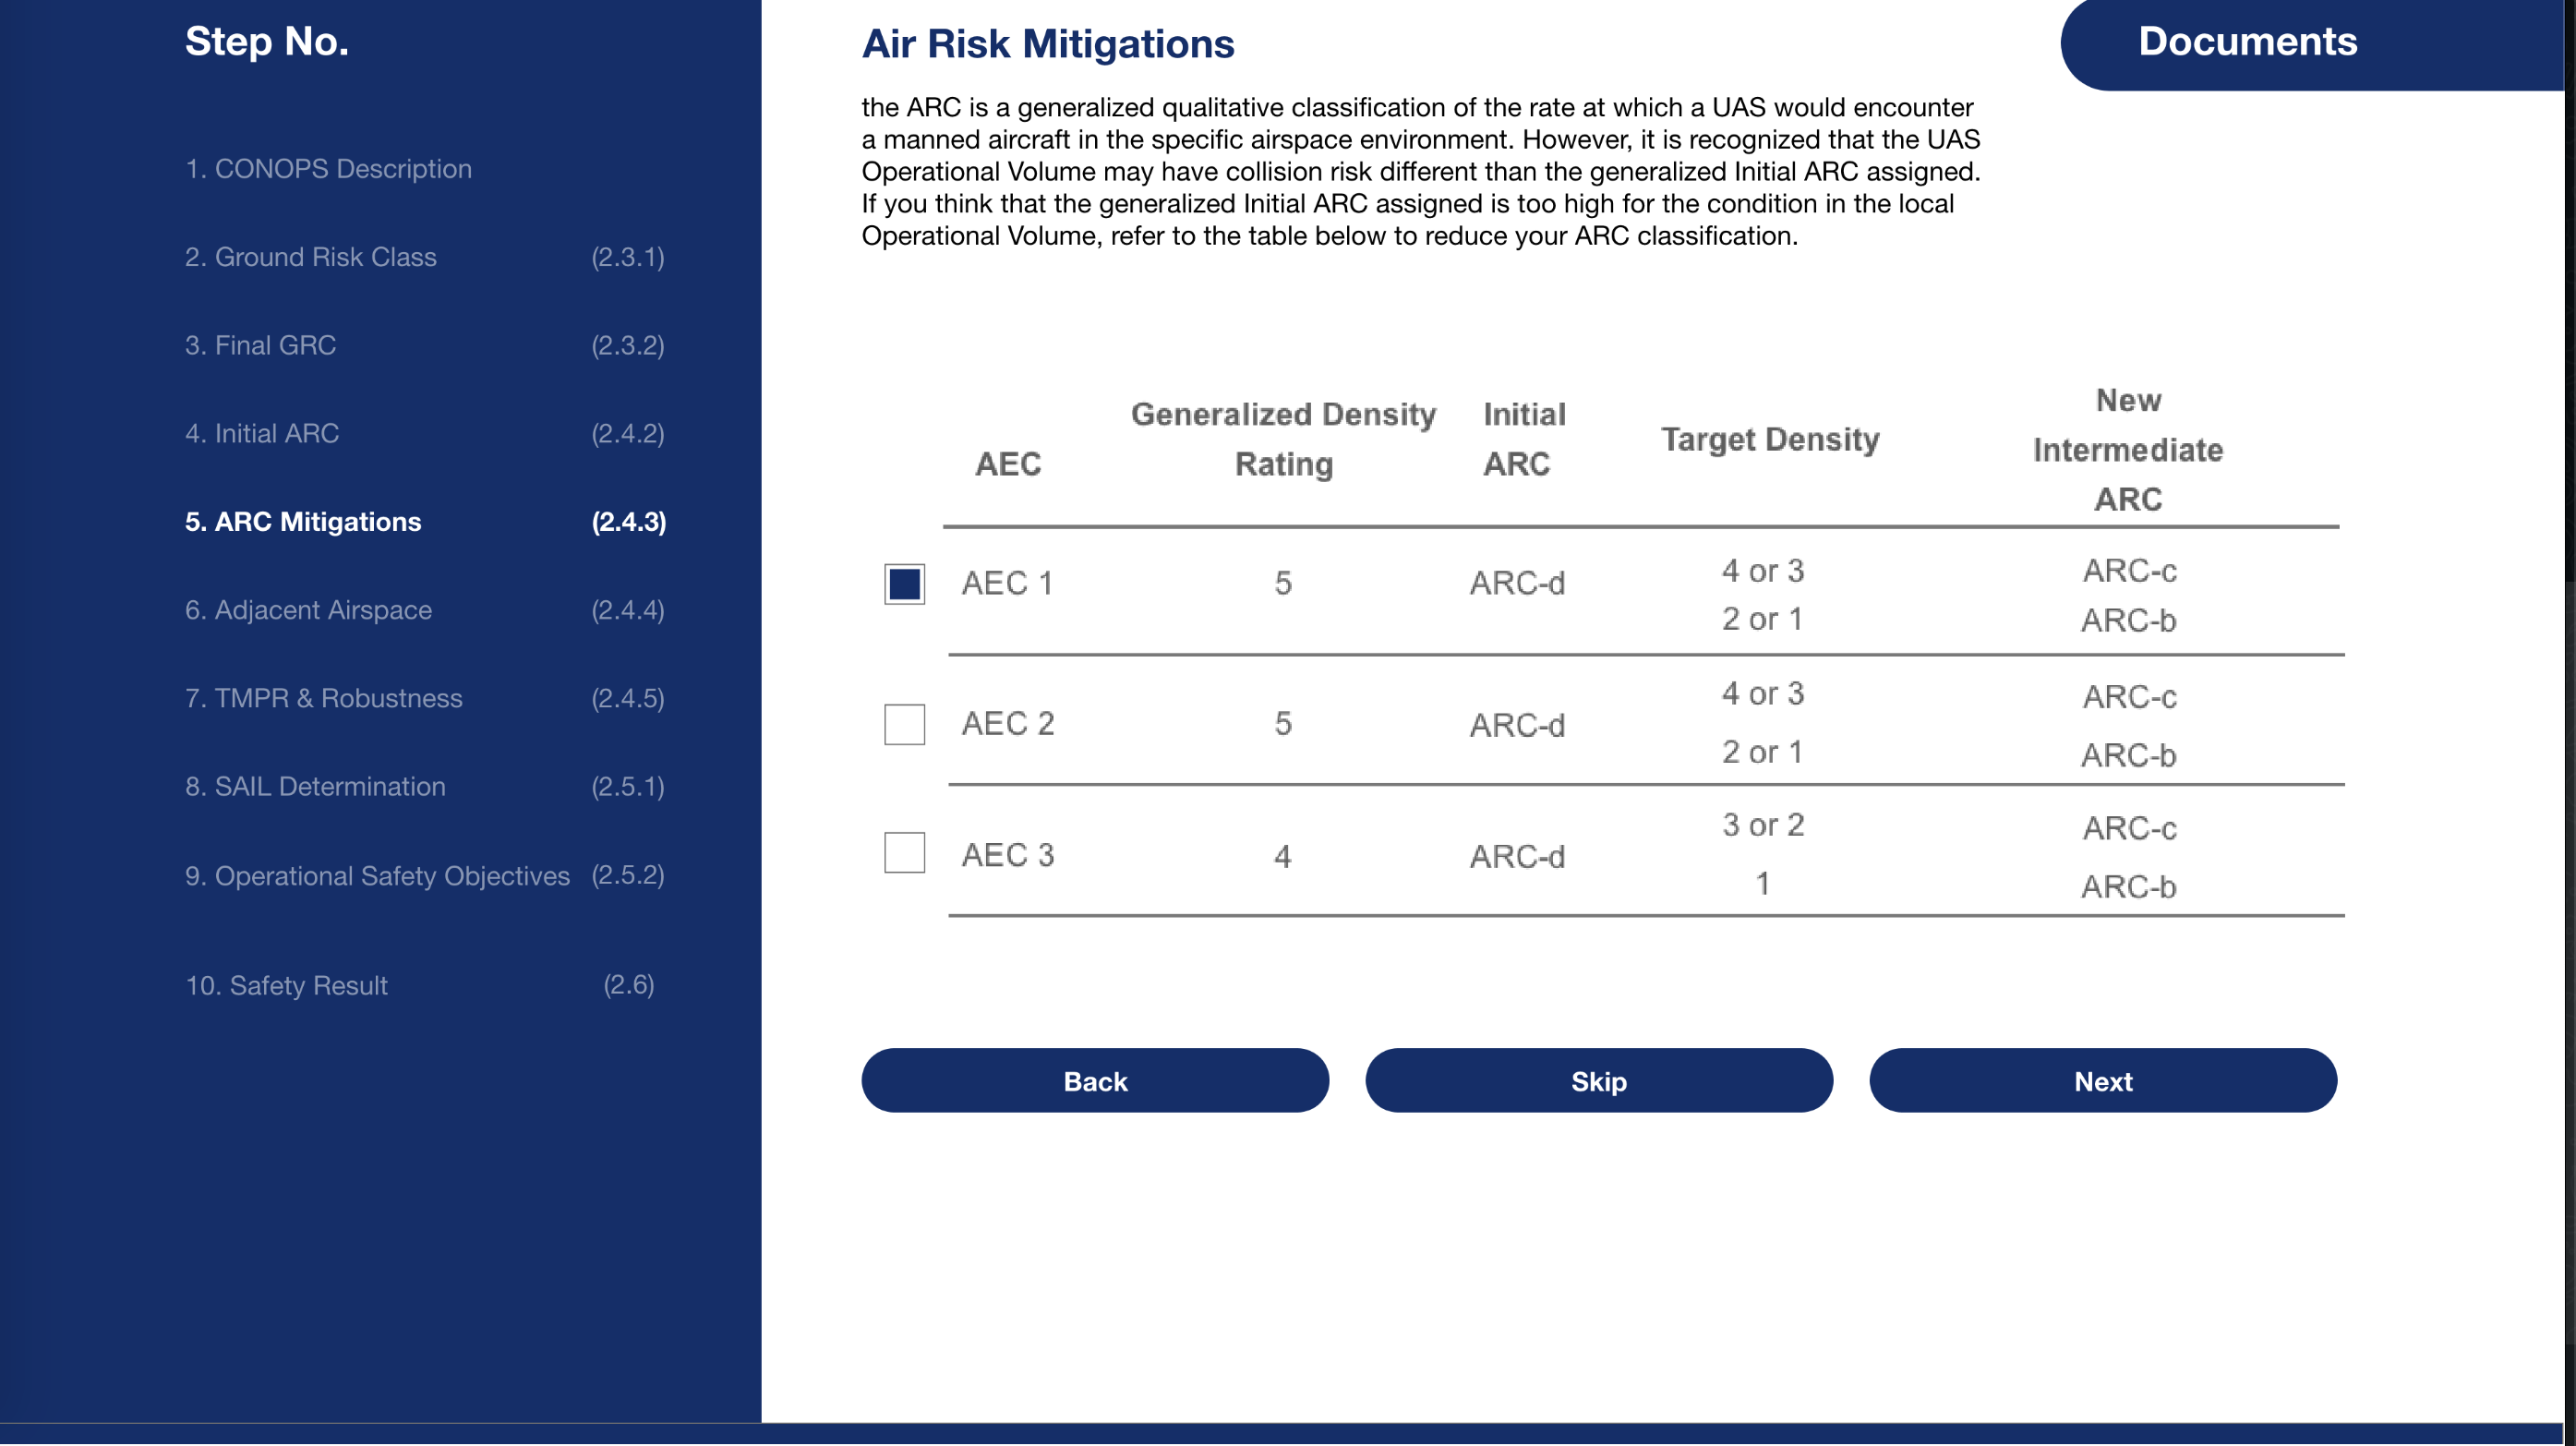 Step No.
1. CONOPS Description
2. Ground Risk Class (2.3.1)
3. Final GRC (2.3.2)
4. Initial ARC (2.4.2)
5. ARC Mitigations (2.4.3)
6. Adjacent Airspace (2.4.4)
7. TMPR & Robustness (2.4.5)
8. SAIL Determination (2.5.1)
9. Operational Safety Objectives (2.5.2)
10. Safety Result (2.6)
Air Risk Mitigations
Documents
the ARC is a generalized qualitative classification of the rate at which a UAS would encounter
a manned aircraft in the specific airspace environment. However, it is recognized that the UAS
Operational Volume may have collision risk different than the generalized Initial ARC assigned.
If you think that the generalized Initial ARC assigned is too high for the condition in the local
Operational Volume, refer to the table below to reduce your ARC classification.
AEC
Generalized Density
Rating
Initial
ARC
Target Density
New
Intermediate
ARC
AEC 1 5 ARC-d 4 or 3 ARC-c
2 or 1 ARC-b
AEC 2 5 ARC-d 4 or 3 ARC-c
2 or 1 ARC-b
AEC 3 4 ARC-d 3 or 2 ARC-c
1 ARC-b
Back
Skip
Next